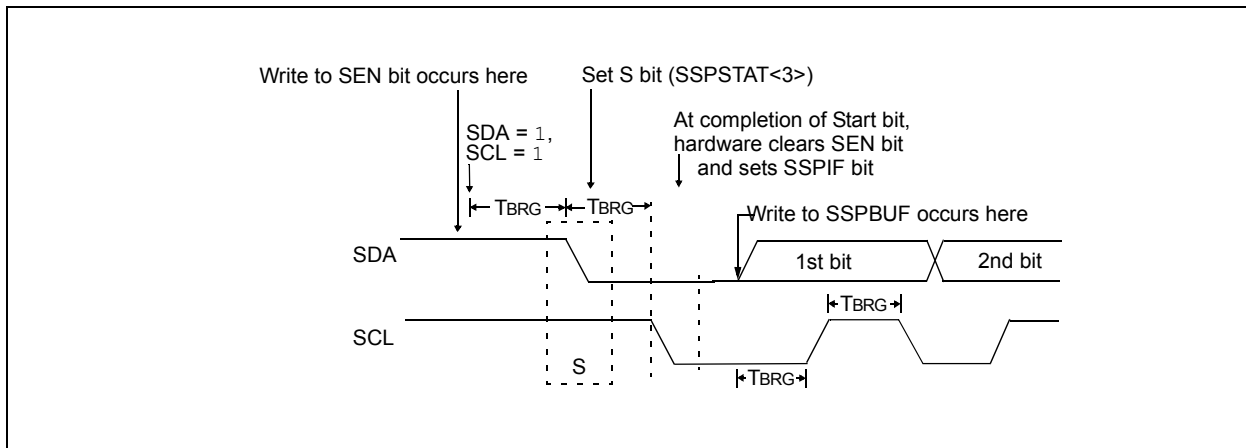 Write to SEN bit occurs here
Set S bit (SSPSTAT<3>)
SDA = 1,
SCL = 1
At completion of Start bit,
hardware clears SEN bit
and sets SSPIF bit
TBRG
TBRG
Write to SSPBUF occurs here
SDA
1st bit
2nd bit
TBRG
SCL
S
TBRG